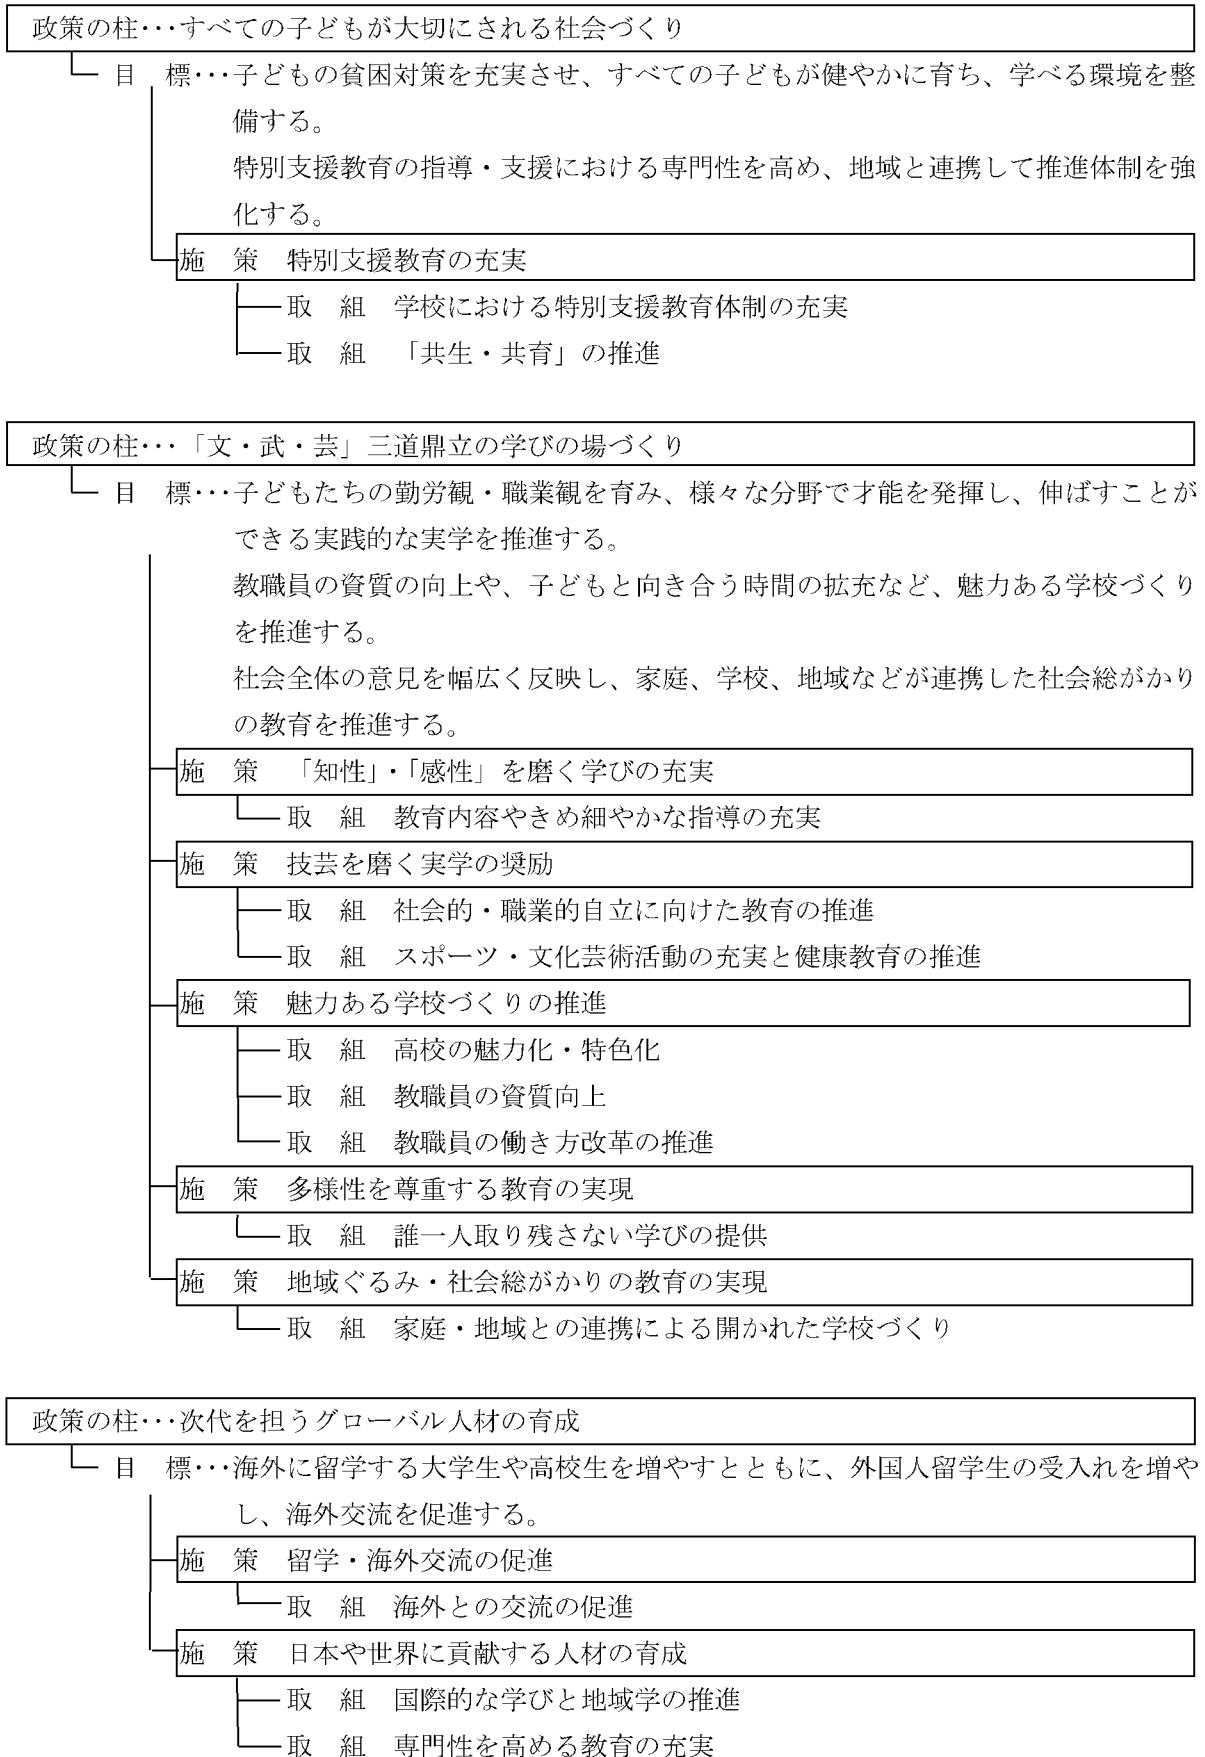 政策の柱･･･すべての子どもが大切にされる社会づくり
目　標･･･子どもの貧困対策を充実させ、すべての子どもが健やかに育ち、学べる環境を整
備する。
特別支援教育の指導・支援における専門性を高め、地域と連携して推進体制を強
化する。
施　策　特別支援教育の充実
取　組　学校における特別支援教育体制の充実
取　組　「共生・共育」の推進
政策の柱･･･「文・武・芸」三道鼎立の学びの場づくり
目　標･･･子どもたちの勤労観・職業観を育み、様々な分野で才能を発揮し、伸ばすことが
できる実践的な実学を推進する。
教職員の資質の向上や、子どもと向き合う時間の拡充など、魅力ある学校づくり
を推進する。
社会全体の意見を幅広く反映し、家庭、学校、地域などが連携した社会総がかり
の教育を推進する。
施　策　「知性」・「感性」を磨く学びの充実
取　組　教育内容やきめ細やかな指導の充実
施　策　技芸を磨く実学の奨励
取　組　社会的・職業的自立に向けた教育の推進
取　組　スポーツ・文化芸術活動の充実と健康教育の推進
施　策　魅力ある学校づくりの推進
取　組　高校の魅力化・特色化
取　組　教職員の資質向上
取　組　教職員の働き方改革の推進
施　策　多様性を尊重する教育の実現
取　組　誰一人取り残さない学びの提供
施　策　地域ぐるみ・社会総がかりの教育の実現
取　組　家庭・地域との連携による開かれた学校づくり
政策の柱･･･次代を担うグローバル人材の育成
目　標･･･海外に留学する大学生や高校生を増やすとともに、外国人留学生の受入れを増や
し、海外交流を促進する。
施　策　留学・海外交流の促進
取　組　海外との交流の促進
施　策　日本や世界に貢献する人材の育成
取　組　国際的な学びと地域学の推進
取　組　専門性を高める教育の充実